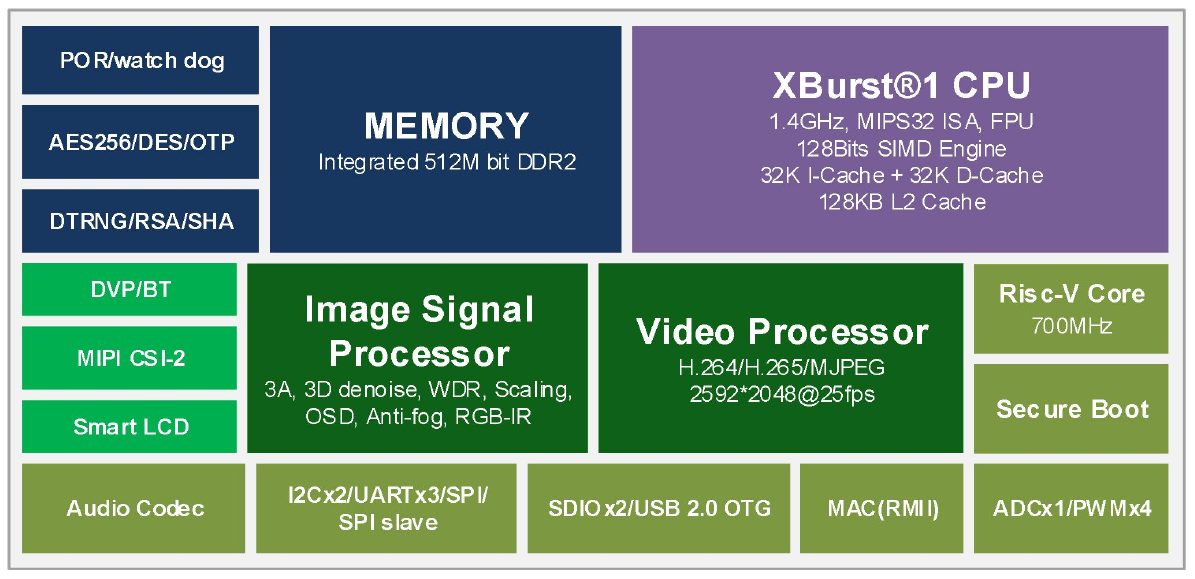 POR/watch dog
AES256/DES/OTP
DTRNG/RSA/SHA
MEMORY
Integrated 512M bit DDR2
XBurst®1 CPU
1.4GHz, MIPS32 ISA, FPU
128Bits SIMD Engine
32K I-Cache + 32K D-Cache
128KB L2 Cache
DVP/BT
MIPI CSI-2
Smart LCD
Image Signal
Processor
3A, 3D denoise, WDR, Scaling,
OSD, Anti-fog, RGB-IR
Video Processor
H.264/H.265/MJPEG
2592*2048@25fps
Risc-V Core
700MHz
Secure Boot
Audio Codec
I2Cx2/UARTx3/SPI/
SPI slave
SDIOx2/USB 2.0 OTG
MAC(RMII)
ADCx1/PWMx4